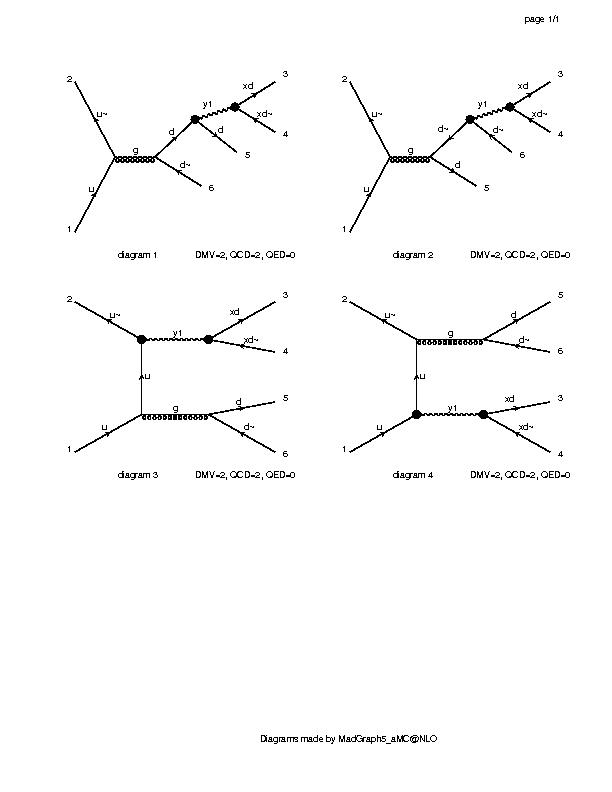 page 1/1
2
u~
u
1
g
d
d~
6
y1
d
5
xd
xd~
3
4
diagram 1
DMV=2, QCD=2, QED=0
2
u~
u
1
g
d~
d
5
y1
d~
6
xd
xd~
3
4
diagram 2
DMV=2, QCD=2, QED=0
2
u~
y1
xd
xd~
3
4
u
u
1
g
d
d~
5
6
diagram 3
DMV=2, QCD=2, QED=0
2
u~
g
d
d~
5
6
u
u
1
y1
xd
xd~
3
4
diagram 4
DMV=2, QCD=2, QED=0
Diagrams made by MadGraph5_aMC@NLO